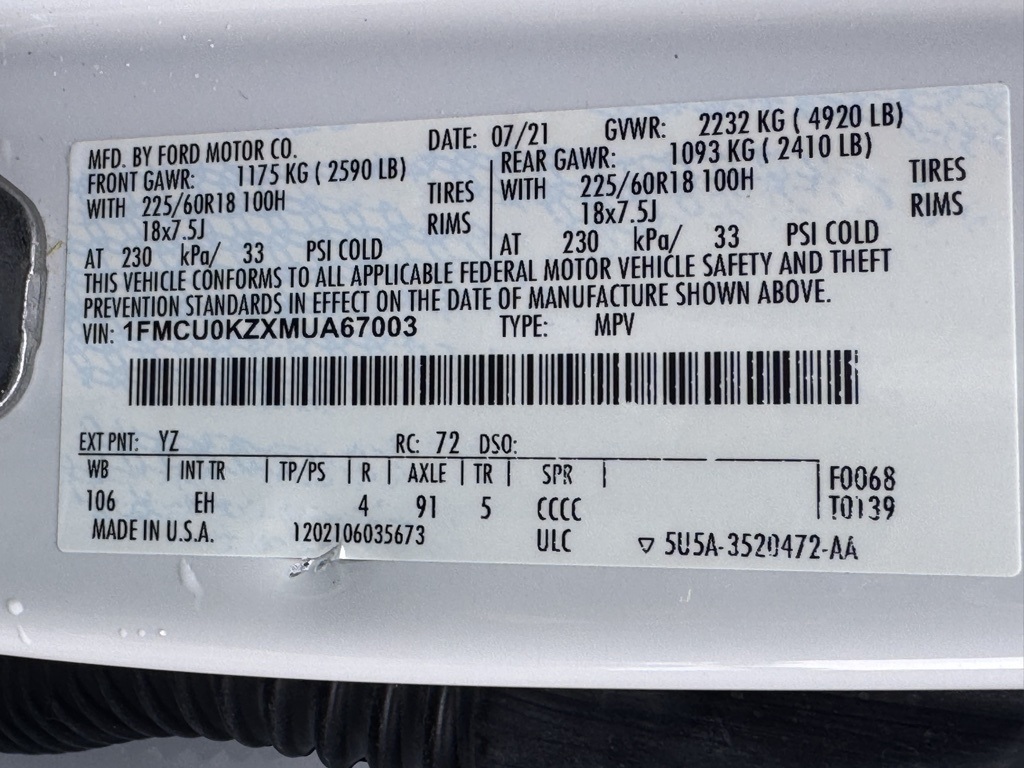 MFD. BY FORD MOTOR CO. DATE: 07/21 GVWR: 2232 KG ( 4920 LB)
FRONT GAWR: 1175 KG ( 2590 LB) REAR GAWR: 1093 KG ( 2410 LB)
WITH 225/60R18 100H TIRES WITH 225/60R18 100H TIRES
18x7.5J RIMS 18x7.5J RIMS
AT 230 kPa/ 33 PSI COLD AT 230 kPa/ 33 PSI COLD
THIS VEHICLE CONFORMS TO ALL APPLICABLE FEDERAL MOTOR VEHICLE SAFETY AND THEFT
PREVENTION STANDARDS IN EFFECT ON THE DATE OF MANUFACTURE SHOWN ABOVE.
VIN: 1FMCU0KZXMUA67003 TYPE: MPV
EXT PNT: YZ RC: 72 DSO:
WB INT TR TP/PS R AXLE TR SPR F0068
106 EH 4 91 5 CCCC T0139
MADE IN U.S.A. 1202106035673 ULC ▽ 5U5A-3520472-AA